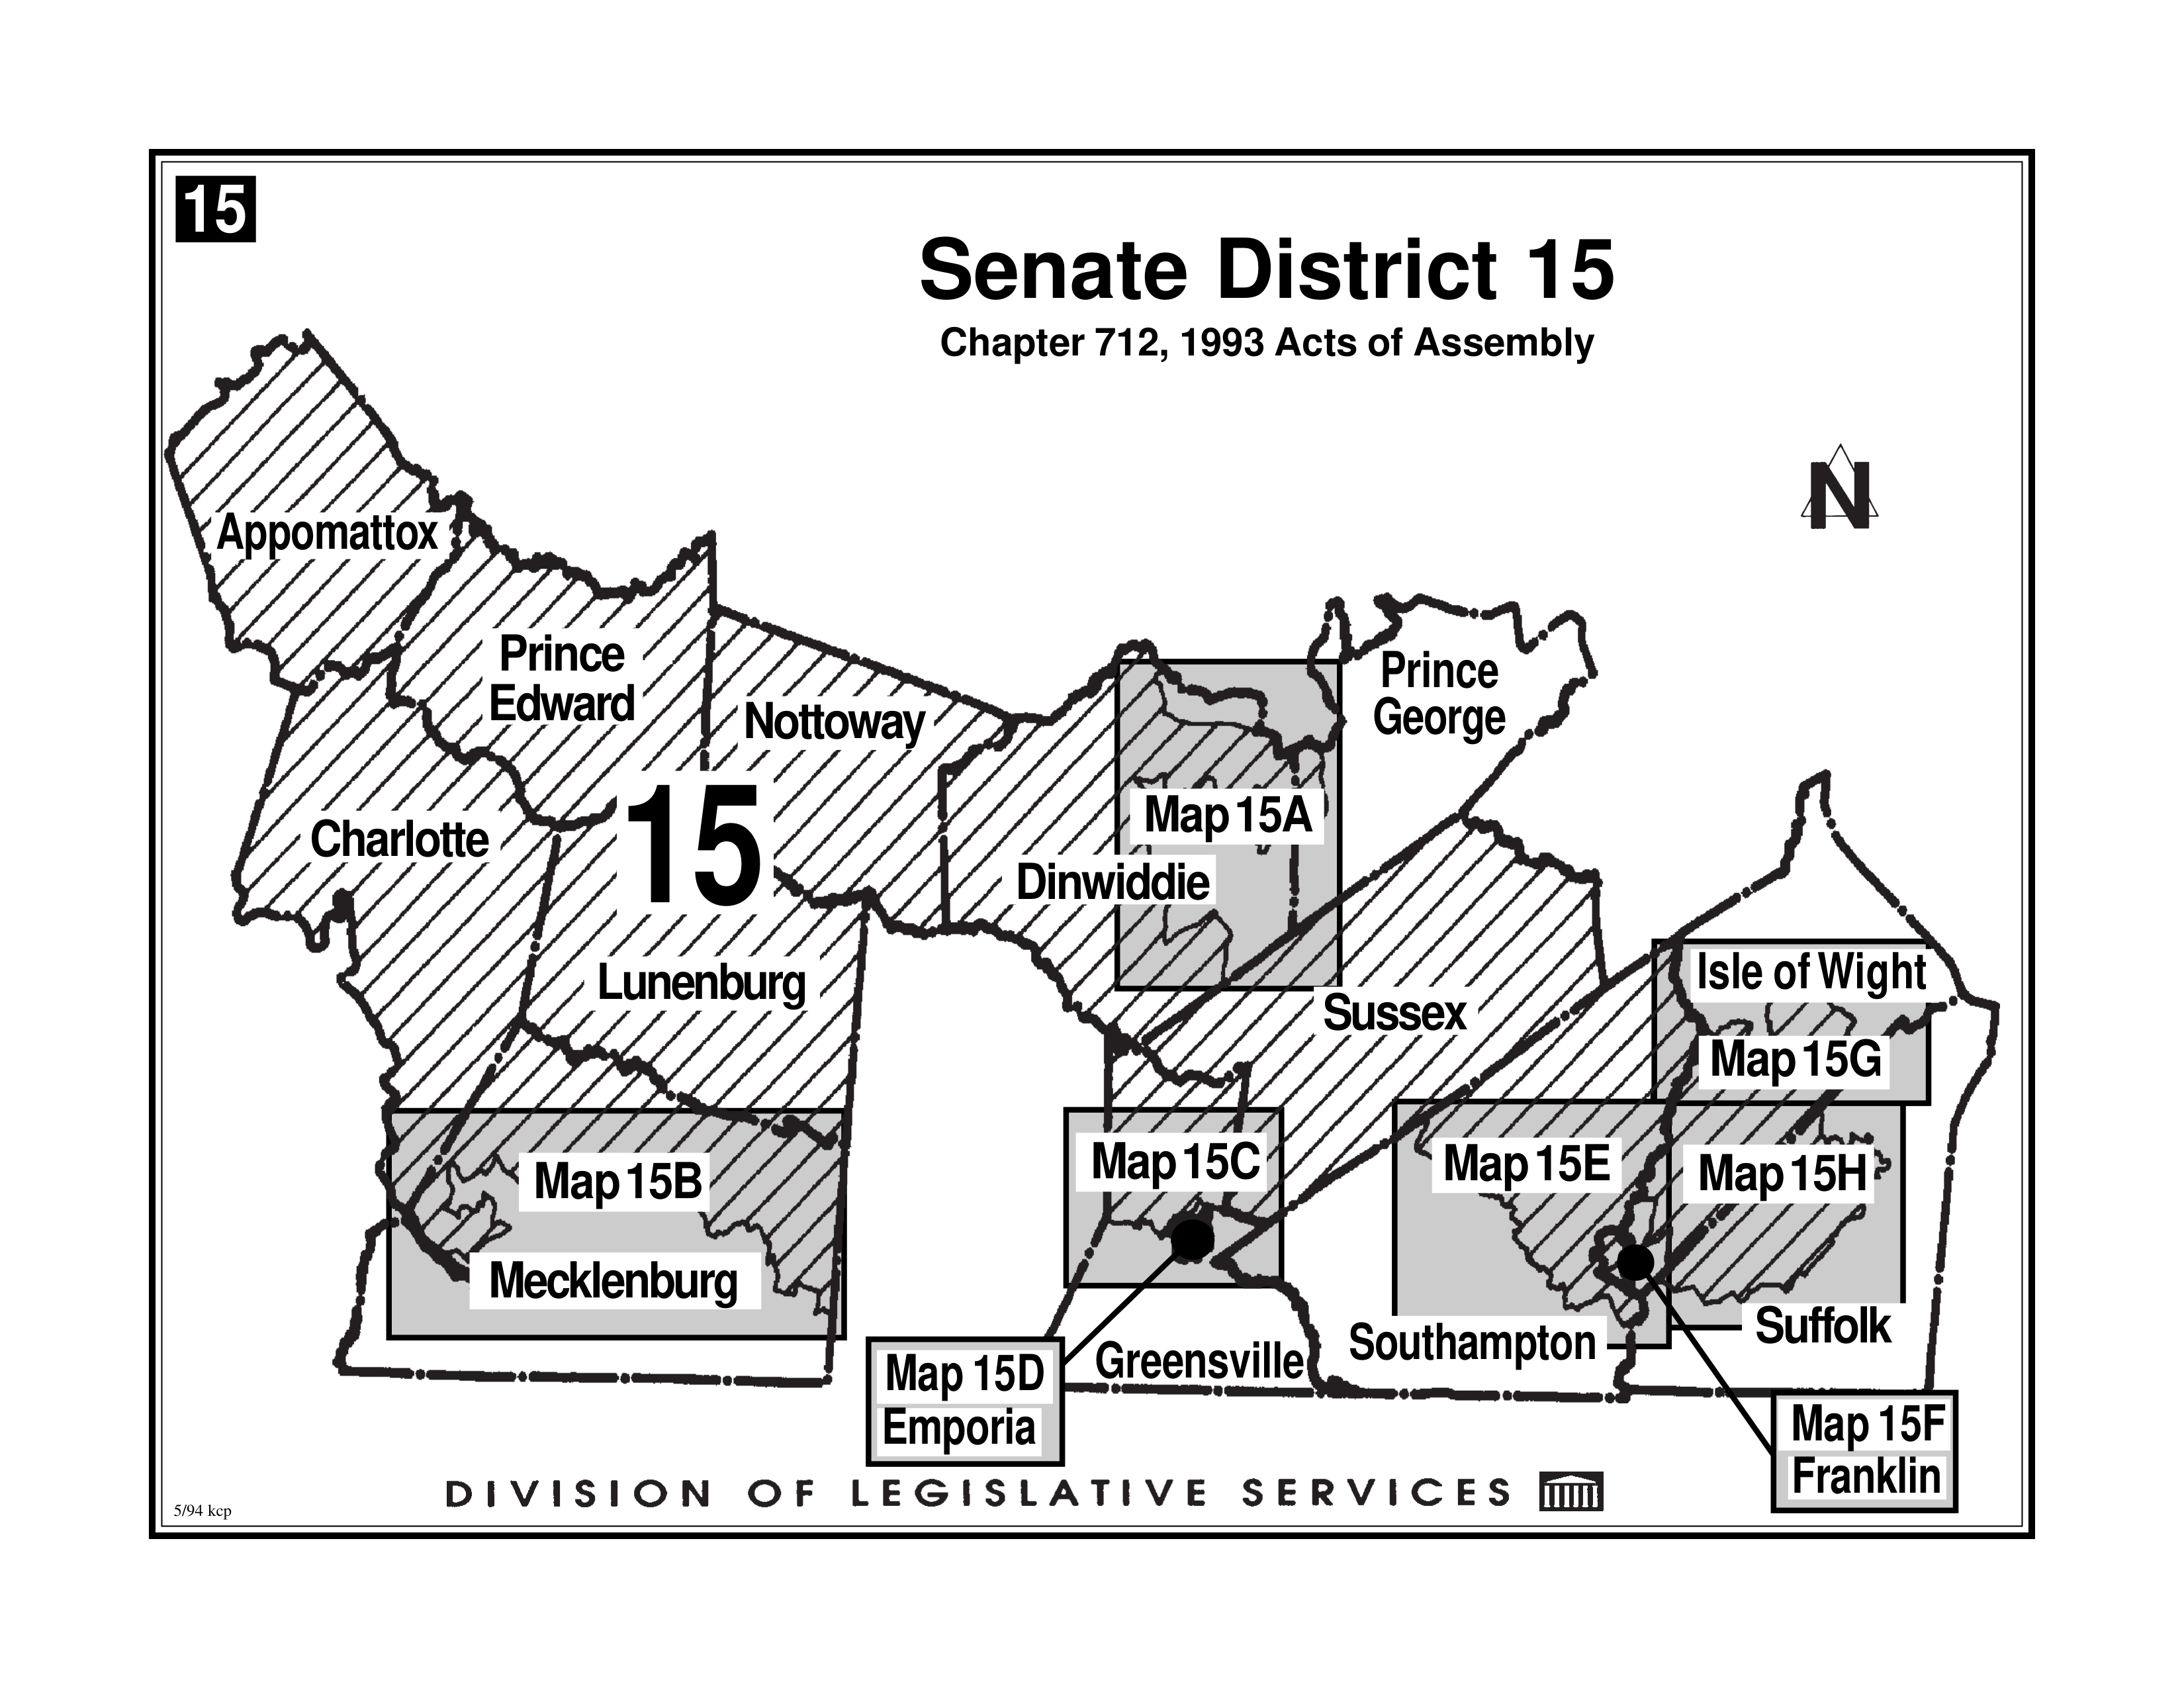 15
Senate District 15
Chapter 712, 1993 Acts of Assembly
N
Appomattox
Prince
Edward
Nottoway
Prince
George
15
Charlotte
Map 15A
Dinwiddie
Lunenburg
Sussex
Isle of Wight
Map 15G
Map 15B
Map 15C
Map 15E
Map 15H
Mecklenburg
Southampton
Suffolk
Greensville
Map 15D
Emporia
Map 15F
Franklin
DIVISION OF LEGISLATIVE SERVICES
5/94 kcp